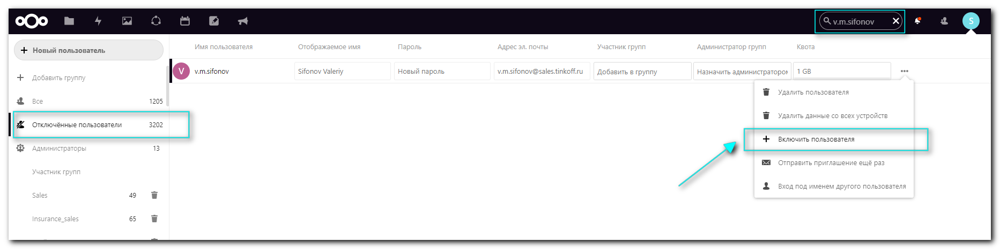 v.m.sifonov
S
Новый пользователь
Имя пользователя Отображаемое имя Пароль Адрес эл. почты Участник групп Администратор групп Квота
V v.m.sifonov Sifonov Valeriy Новый пароль v.m.sifonov@sales.tinkoff.ru Добавить в группу Назначить администратором 1 GB
Добавить группу
Все 1205
Отключённые пользователи 3202
Администраторы 13
Участник групп
Sales 49
Insurance_sales 65
Удалить пользователя
Удалить данные со всех устройств
Включить пользователя
Отправить приглашение ещё раз
Вход под именем другого пользователя